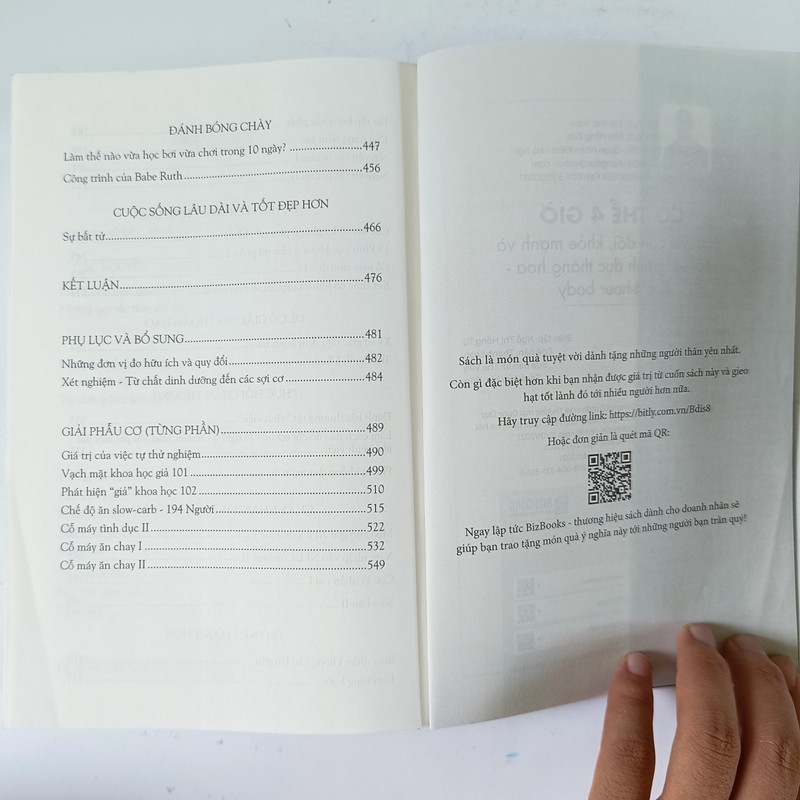 ĐÁNH BÓNG CHÀY
Làm thế nào vừa học bơi vừa chơi trong 10 ngày? ........................447
Công trình của Babe Ruth........................456
CUỘC SỐNG LÂU DÀI VÀ TỐT ĐẸP HƠN
Sự bất tử........................466
KẾT LUẬN........................476
PHỤ LỤC VÀ BỔ SUNG........................481
Những đơn vị đo hữu ích và quy đổi........................482
Xét nghiệm - Từ chất dinh dưỡng đến các sợi cơ ........................484
GIẢI PHẪU CƠ (TỪNG PHẦN)........................489
Giá trị của việc tự thử nghiệm........................490
Vạch mặt khoa học giả 101 ........................499
Phát hiện "giả" khoa học 102 ........................510
Chế độ ăn slow-carb - 194 Người........................515
Cỗ máy tình dục II ........................522
Cỗ máy ăn chay I ........................532
Cỗ máy ăn chay II ........................549
Sách là món quà tuyệt vời dành tặng những người thân yêu nhất.
Còn gì đặc biệt hơn khi bạn nhận được giá trị từ cuốn sách này và gieo
hạt tốt lành đó tới nhiều người hơn nữa.
Hãy truy cập đường link: https://bitly.com.vn/Bdis8
Hoặc đơn giản là quét mã QR:
Ngay lập tức BizBooks - thương hiệu sách dành cho doanh nhân sẽ
giúp bạn trao tặng món quà ý nghĩa này tới những người bạn trân quý!